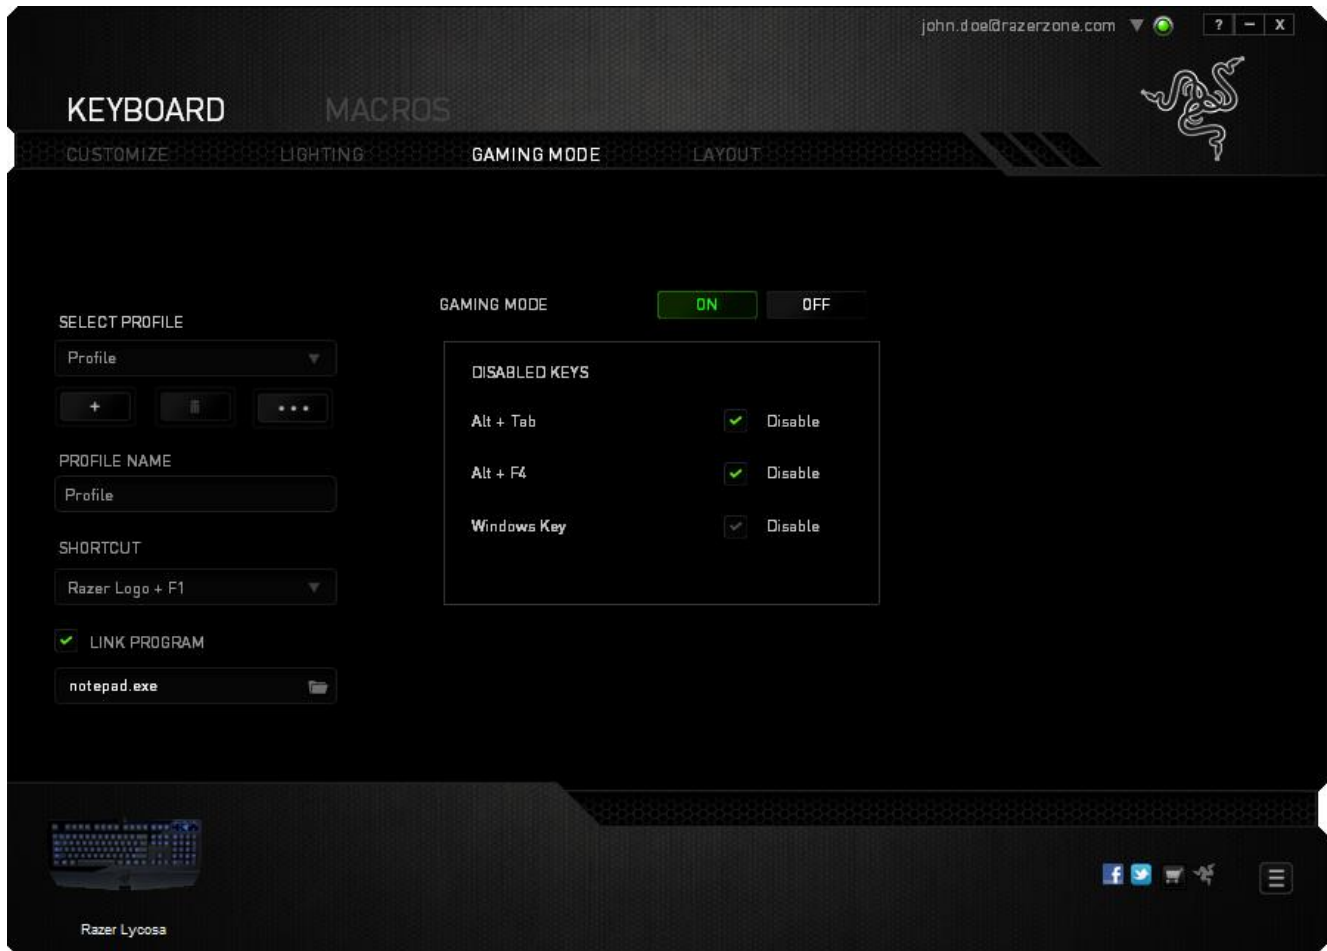 john.doe@razerzone.com ? – X
KEYBOARD MACROS
CUSTOMIZE LIGHTING GAMING MODE LAYOUT
GAMING MODE ON OFF
SELECT PROFILE
Profile
+ •••
PROFILE NAME
Profile
SHORTCUT
Razer Logo + F1
LINK PROGRAM
notepad.exe
DISABLED KEYS
Alt + Tab Disable
Alt + F4 Disable
Windows Key Disable
Razer Lycosa